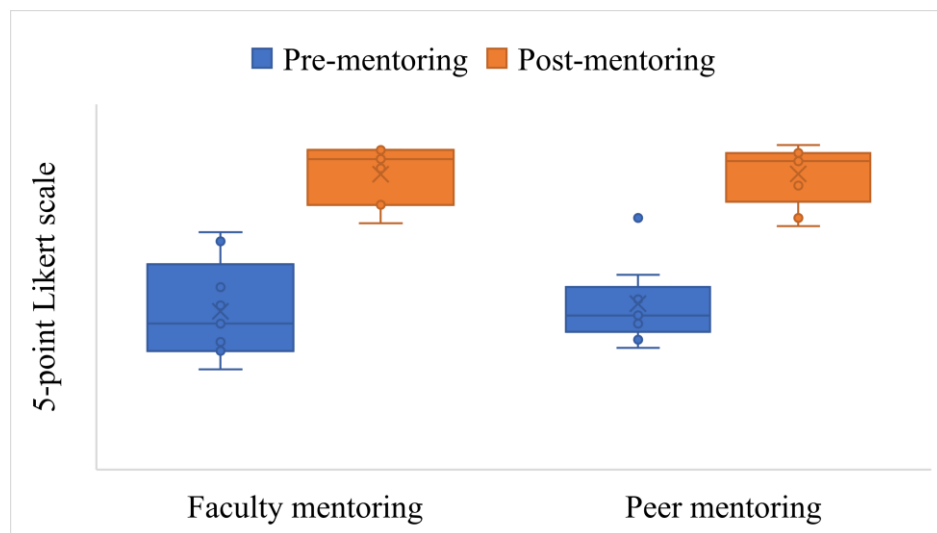 Pre-mentoring Post-mentoring
5-point Likert scale
Faculty mentoring Peer mentoring